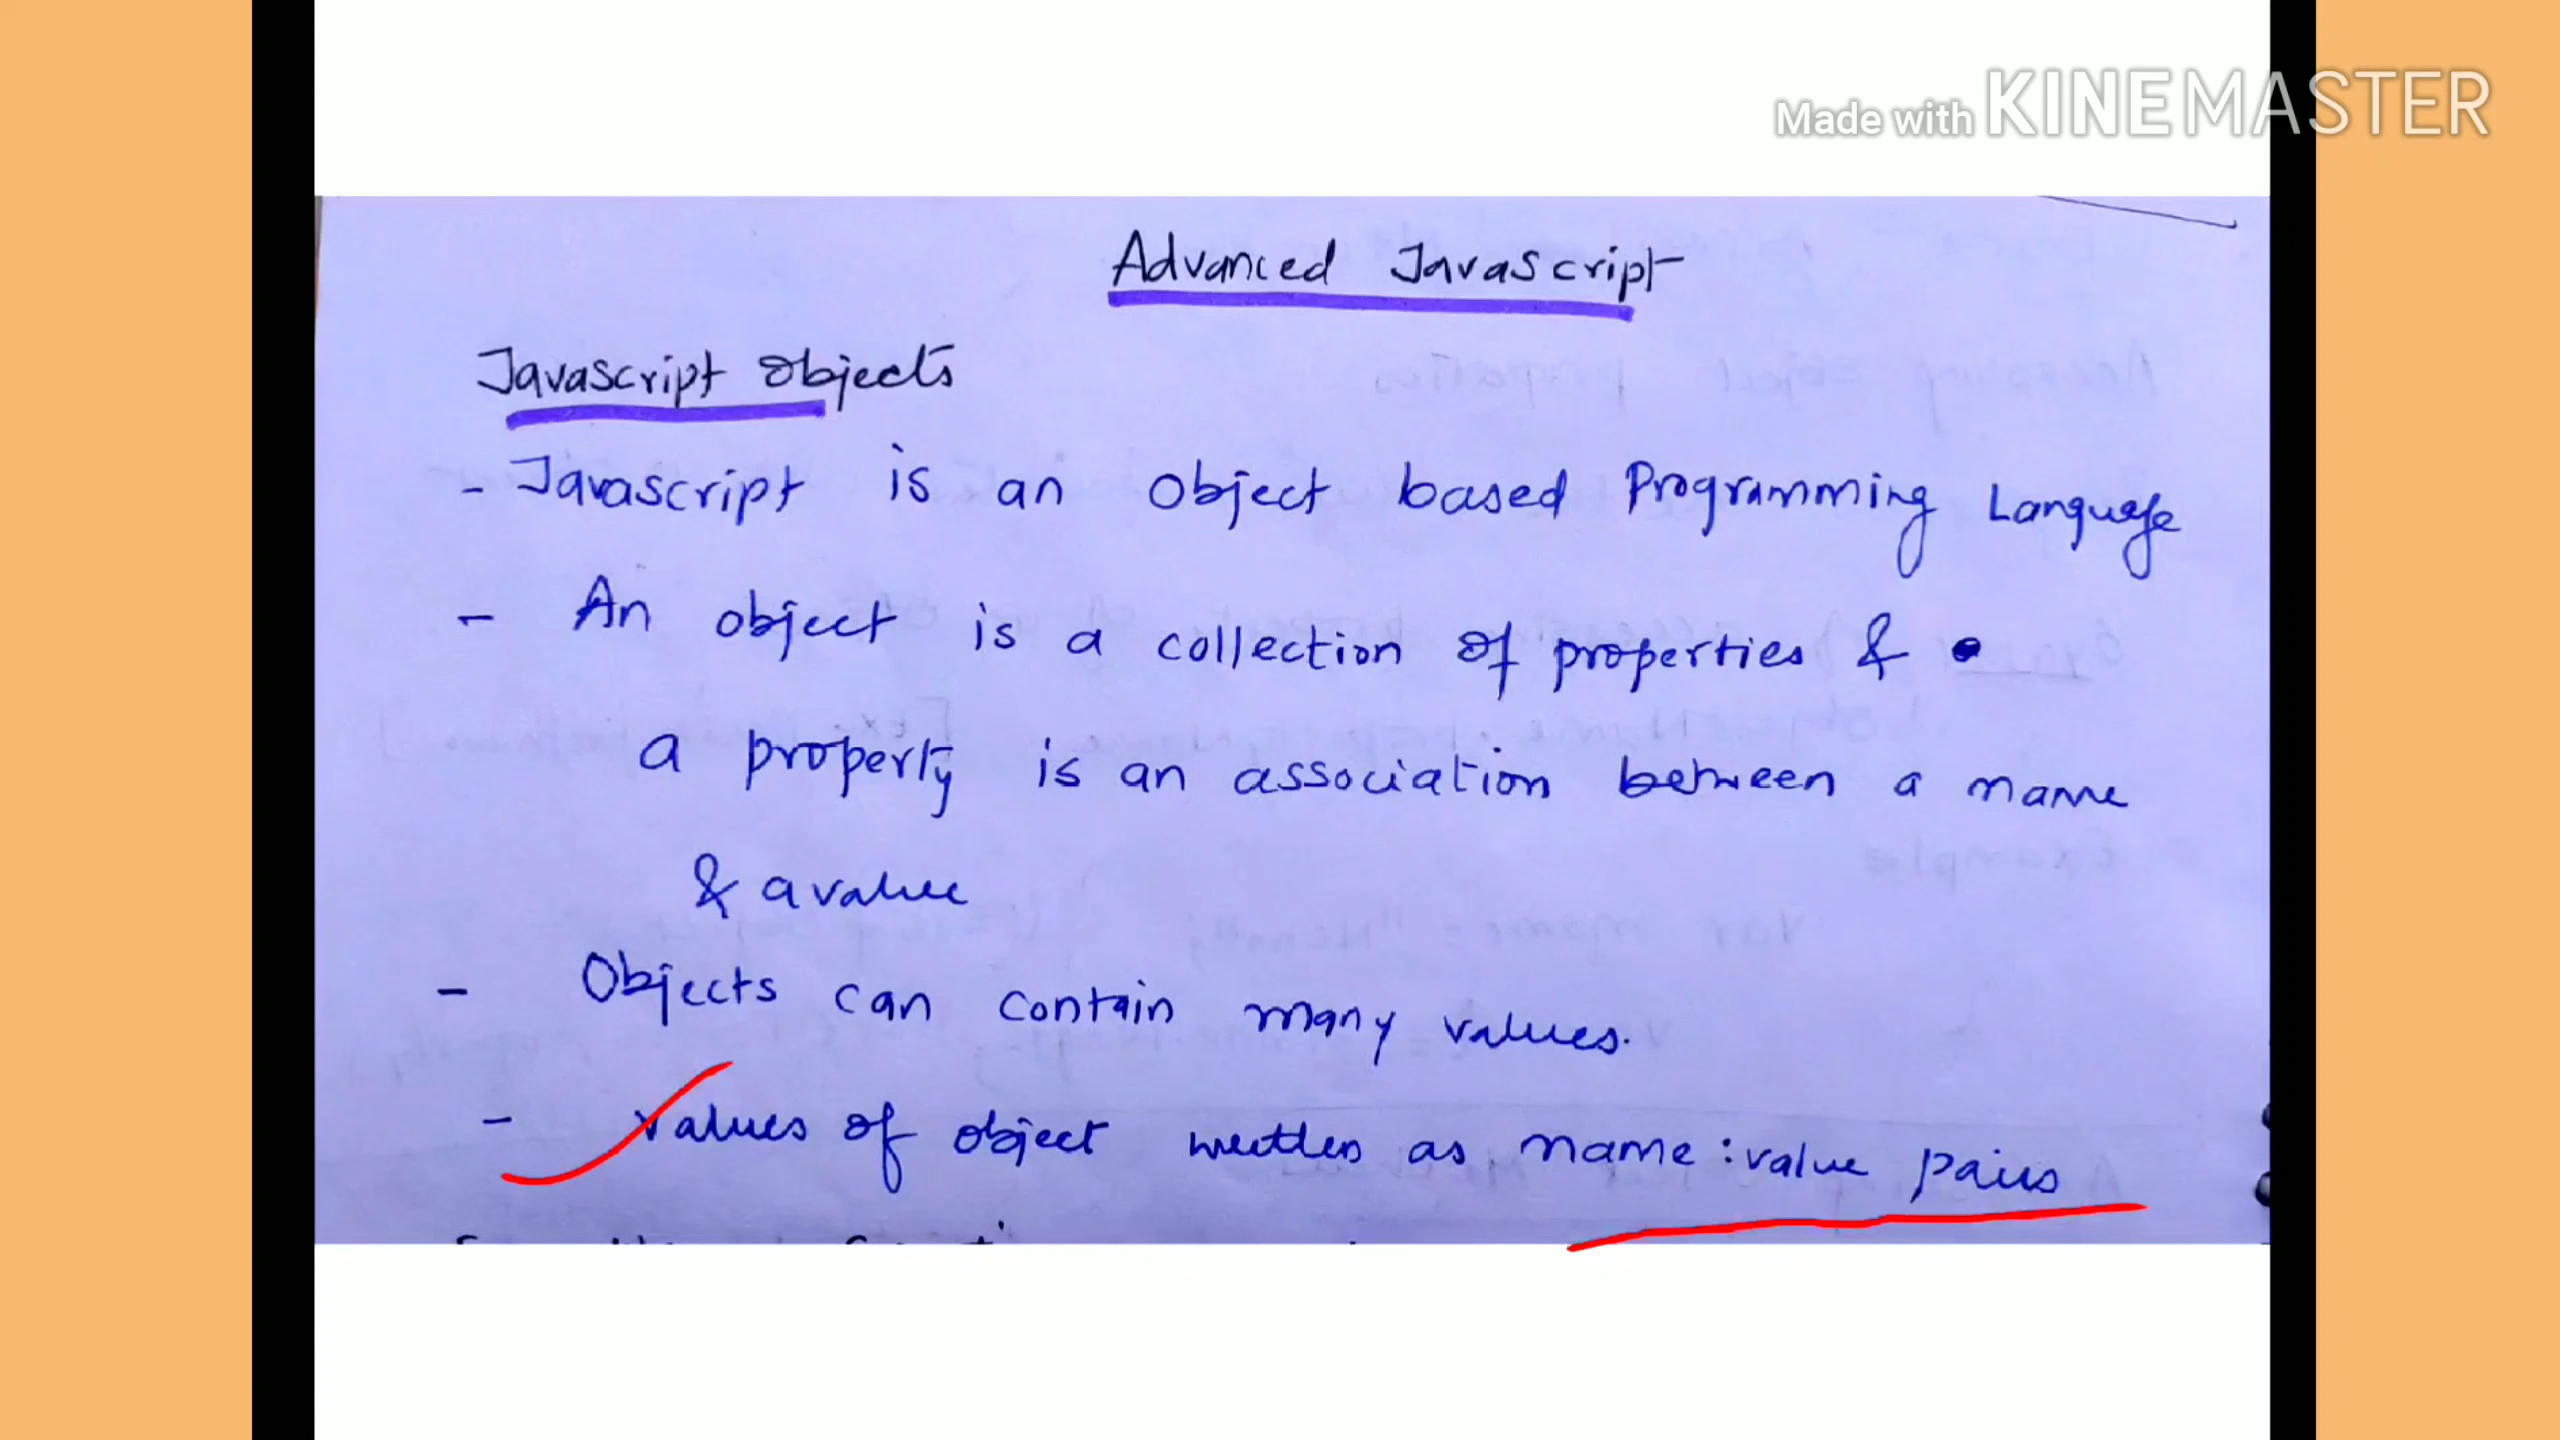 Made with KINEMASTER
Advanced JavaScript
Javascript Objects
- Javascript is an Object based Programming Language
- An object is a collection of properties &
a property is an association between a name
& a value
- Objects can contain many values.
- Values of object written as name : value pairs